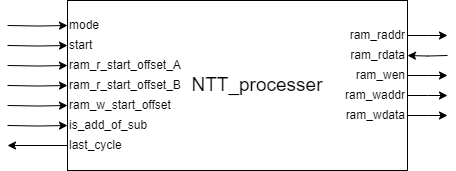 mode
start
ram_r_start_offset_A
ram_r_start_offset_B
ram_w_start_offset
is_add_of_sub
last_cycle
NTT_processer
ram_raddr
ram_rdata
ram_wen
ram_waddr
ram_wdata